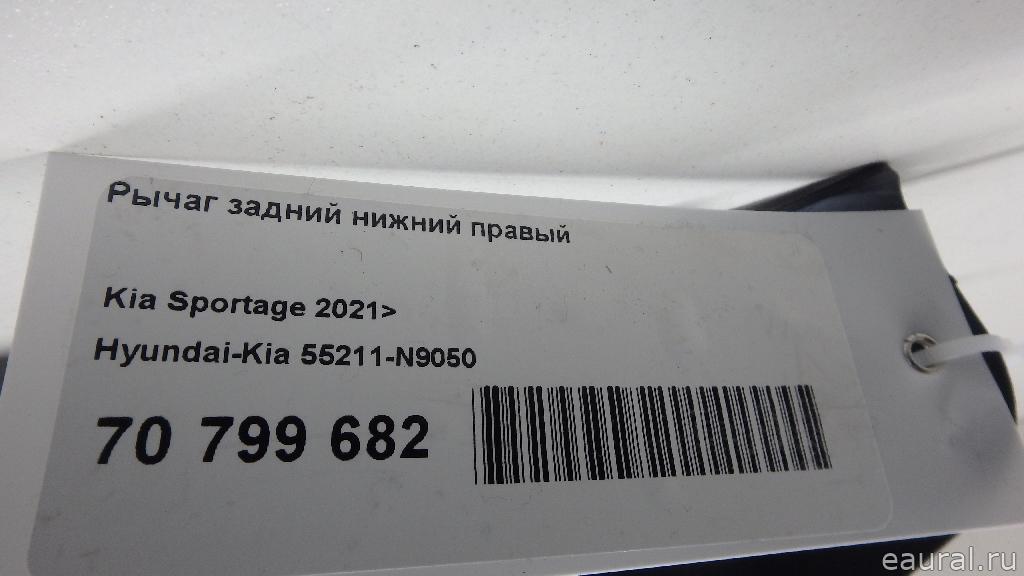 Рычаг задний нижний правый
Kia Sportage 2021>
Hyundai-Kia 55211-N9050
70 799 682
eaural.ru